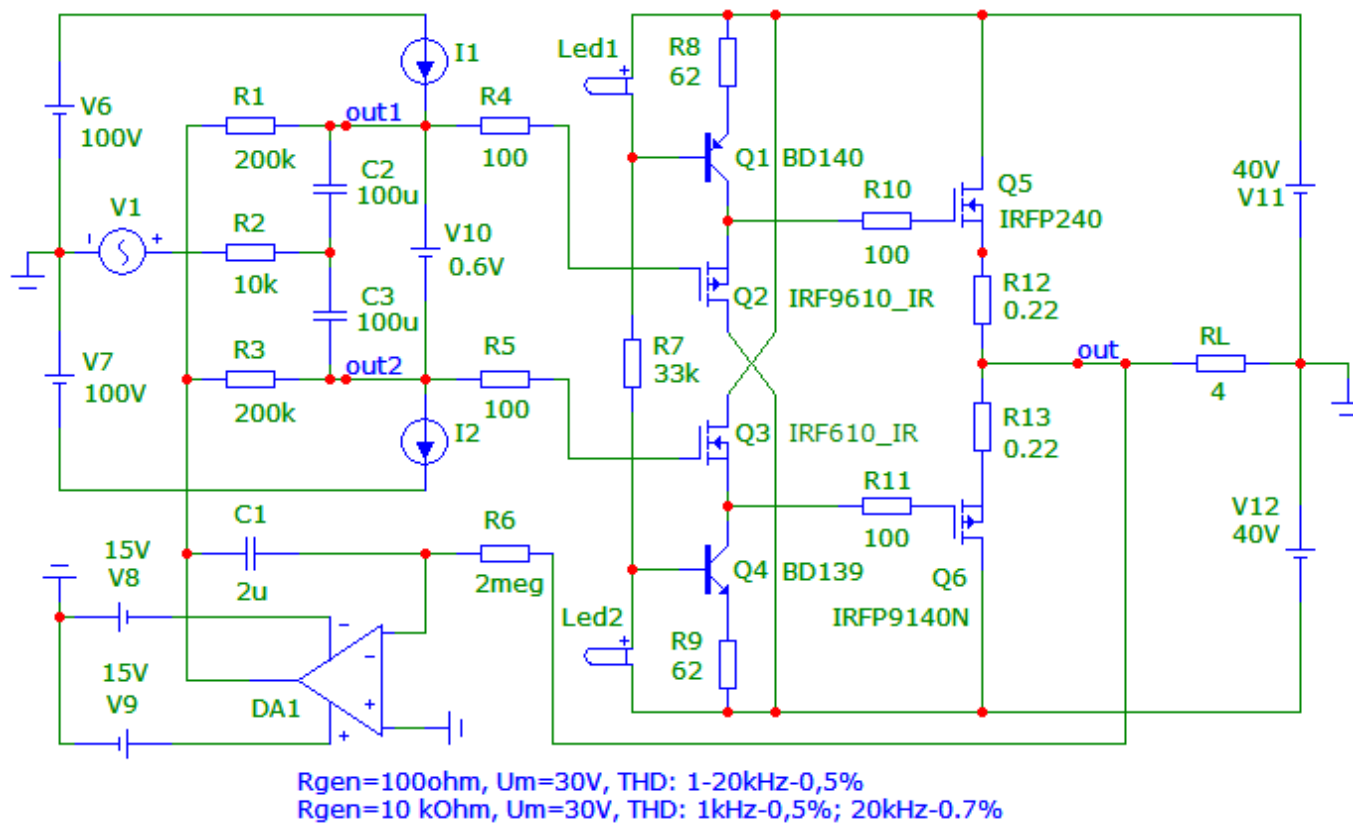 Led1
R8
62
I1
V6
100V
R1
200k
out1
R4
100
C2
100u
Q1 BD140
R10
100
Q5
IRFP240
40V
V11
V1
R2
10k
V10
0.6V
Q2 IRF9610_IR
R12
0.22
C3
100u
V7
100V
R3
200k
out2
R5
100
R7
33k
out
RL
4
Q3 IRF610_IR
R13
0.22
R11
100
V12
40V
C1
2u
R6
2meg
15V
V8
Q4 BD139
Q6
IRFP9140N
Led2
R9
62
15V
V9
DA1
Rgen=100ohm, Um=30V, THD: 1-20kHz-0,5%
Rgen=10 kOhm, Um=30V, THD: 1kHz-0,5%; 20kHz-0.7%